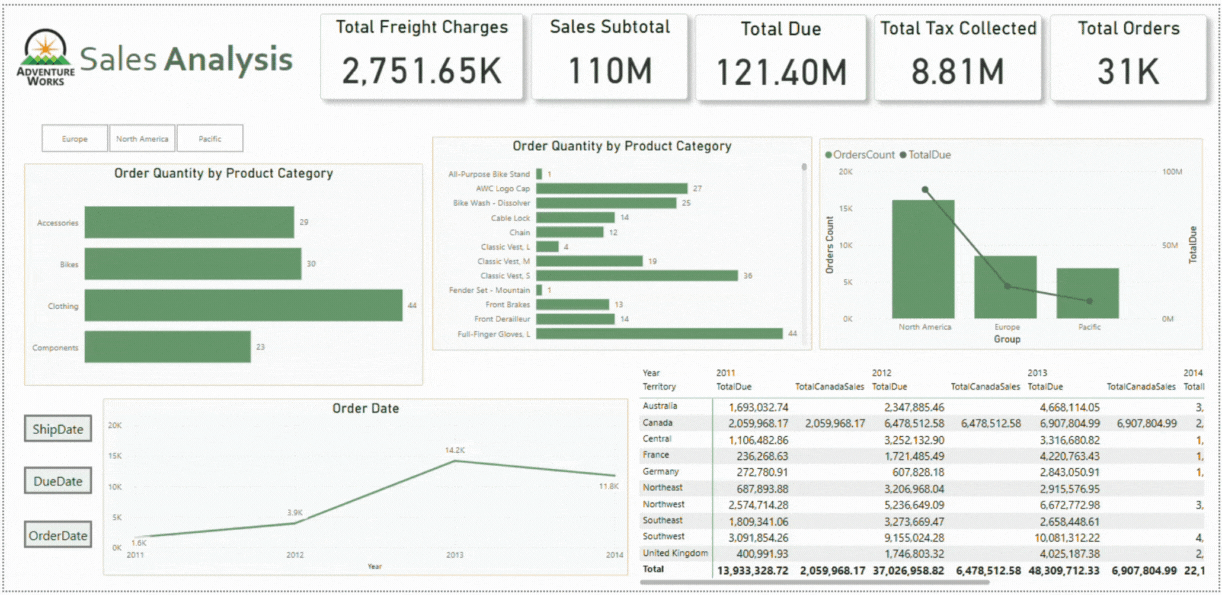 ADVENTURE
WORKS
Sales Analysis
Total Freight Charges
2,751.65K
Sales Subtotal
110M
Total Due
121.40M
Total Tax Collected
8.81M
Total Orders
31K
Europe
North America
Pacific
Order Quantity by Product Category
Accessories 29
Bikes 30
Clothing 44
Components 23
Order Quantity by Product Category
All-Purpose Bike Stand 1
AWC Logo Cap 27
Bike Wash - Dissolver 25
Cable Lock 14
Chain 12
Classic Vest, L 4
Classic Vest, M 19
Classic Vest, S 36
Fender Set - Mountain 1
Front Brakes 13
Front Derailleur 14
Full-Finger Gloves, L 44
OrdersCount TotalDue
20K 100M
15K
10K 50M
5K
0K 0M
Orders Count
TotalDue
North America Europe Pacific
Group
ShipDate
DueDate
OrderDate
Order Date
20K
15K
10K
5K
0K
1.6K
3.9K
14.2K
11.8K
2011 2012 2013 2014
Year
Year 2011 2012 2013 2014
Territory TotalDue TotalCanadaSales TotalDue TotalCanadaSales TotalDue TotalCanadaSales Totall
Australia 1,693,032.74 2,347,885.46 4,668,114.05 3,
Canada 2,059,968.17 2,059,968.17 6,478,512.58 6,478,512.58 6,907,804.99 6,907,804.99 2,
Central 1,106,482.86 3,252,132.90 3,316,680.82 1,
France 236,268.63 1,721,485.49 4,220,763.43 1,
Germany 272,780.91 607,828.18 2,843,050.91 1,
Northeast 687,893.88 3,206,968.04 2,915,576.95
Northwest 2,574,714.28 5,236,649.09 6,672,772.98 3,
Southeast 1,809,341.06 3,273,669.47 2,658,448.61
Southwest 3,091,854.26 9,155,024.28 10,081,312.22 4,
United Kingdom 400,991.93 1,746,803.32 4,025,187.38 2,
Total 13,933,328.72 2,059,968.17 37,026,958.82 6,478,512.58 48,309,712.33 6,907,804.99 22,1